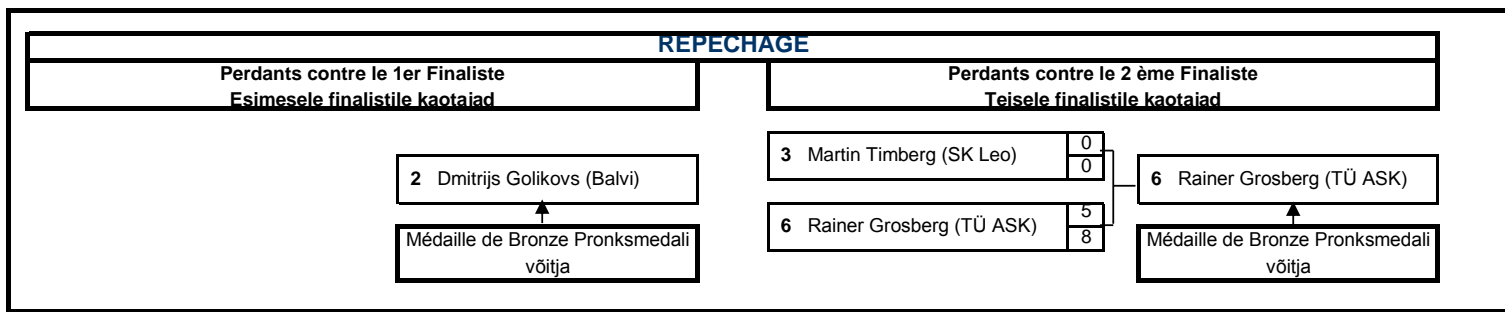 REPECHAGE
Perdants contre le 1er Finaliste
Esimesele finalistile kaotajad
Perdants contre le 2 ème Finaliste
Teisele finalistile kaotajad
3 Martin Timberg (SK Leo) 0
0
2 Dmitrijs Golikovs (Balvi)
6 Rainer Grosberg (TÜ ASK)
6 Rainer Grosberg (TÜ ASK) 5
8
Médaille de Bronze Pronksmedali
võitja
Médaille de Bronze Pronksmedali
võitja